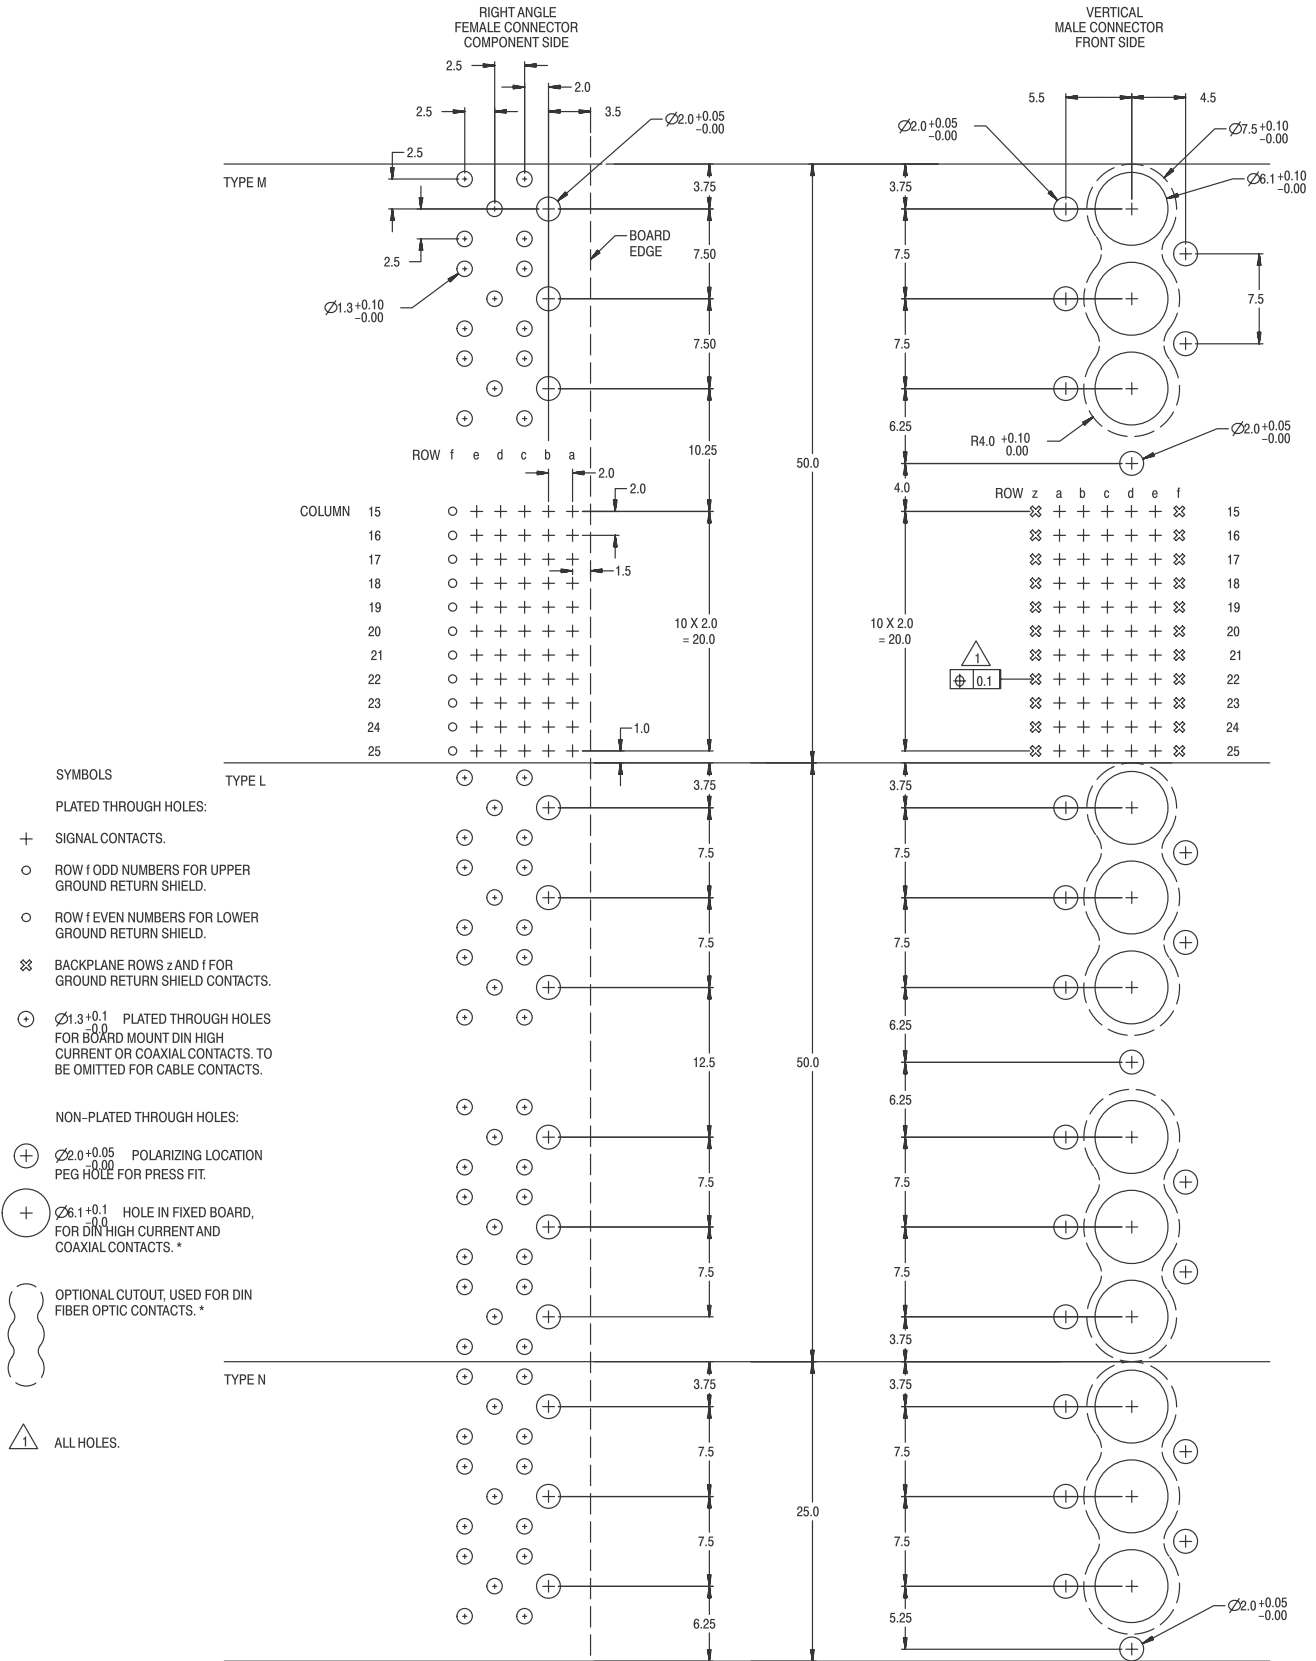 RIGHT ANGLE
FEMALE CONNECTOR
COMPONENT SIDE
VERTICAL
MALE CONNECTOR
FRONT SIDE
2.5
2.0
2.5
3.5
Ø2.0 +0.05
-0.00
5.5
4.5
Ø2.0 +0.05
-0.00
Ø7.5 +0.10
-0.00
2.5
Ø6.1 +0.10
-0.00
TYPE M
3.75
3.75
BOARD
EDGE
2.5
7.50
7.5
Ø1.3 +0.10
-0.00
7.5
7.50
7.5
R4.0 +0.10
0.00
Ø2.0 +0.05
-0.00
6.25
10.25
50.0
ROW f e d c b a
2.0
2.0
4.0
ROW z a b c d e f
COLUMN 15
15
16
16
17
17
1.5
18
18
19
19
20
10 X 2.0
= 20.0
10 X 2.0
= 20.0
20
21
1
21
22
0.1
22
23
23
24
1.0
24
25
25
SYMBOLS
TYPE L
3.75
3.75
PLATED THROUGH HOLES:
SIGNAL CONTACTS.
7.5
7.5
ROW f ODD NUMBERS FOR UPPER
GROUND RETURN SHIELD.
ROW f EVEN NUMBERS FOR LOWER
GROUND RETURN SHIELD.
7.5
7.5
BACKPLANE ROWS z AND f FOR
GROUND RETURN SHIELD CONTACTS.
Ø1.3 +0.1
-0.0 PLATED THROUGH HOLES
FOR BOARD MOUNT DIN HIGH
CURRENT OR COAXIAL CONTACTS. TO
BE OMITTED FOR CABLE CONTACTS.
6.25
12.5
50.0
6.25
NON-PLATED THROUGH HOLES:
Ø2.0 +0.05
-0.00 POLARIZING LOCATION
PEG HOLE FOR PRESS FIT.
7.5
7.5
Ø6.1 +0.1
-0.0 HOLE IN FIXED BOARD,
FOR DIN HIGH CURRENT AND
COAXIAL CONTACTS. *
7.5
7.5
OPTIONAL CUTOUT, USED FOR DIN
FIBER OPTIC CONTACTS. *
3.75
TYPE N
3.75
3.75
1 ALL HOLES.
7.5
7.5
25.0
7.5
7.5
6.25
5.25
Ø2.0 +0.05
-0.00